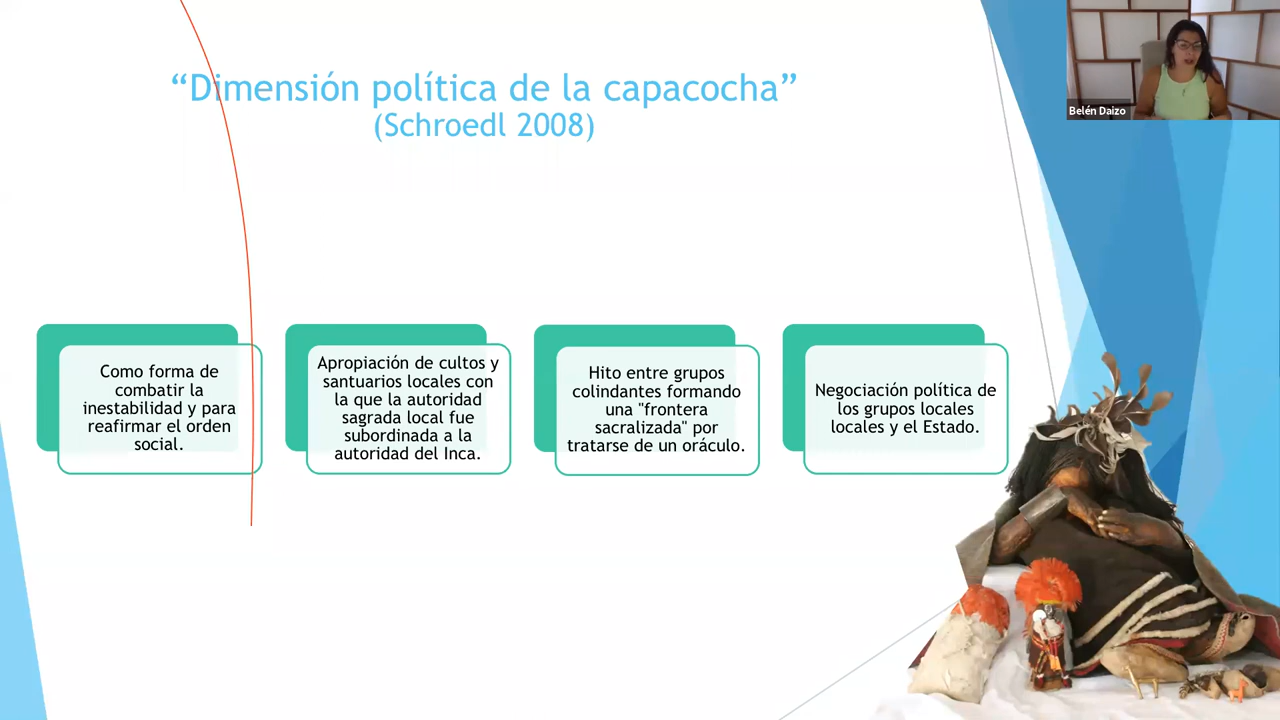 “Dimensión política de la capacocha”
(Schroedl 2008)
Belén Daizo
Como forma de
combatir la
inestabilidad y para
reafirmar el orden
social.
Apropiación de cultos y
santuarios locales con
la que la autoridad
sagrada local fue
subordinada a la
autoridad del Inca.
Hito entre grupos
colindantes formando
una "frontera
sacralizada" por
tratarse de un oráculo.
Negociación política de
los grupos locales
locales y el Estado.